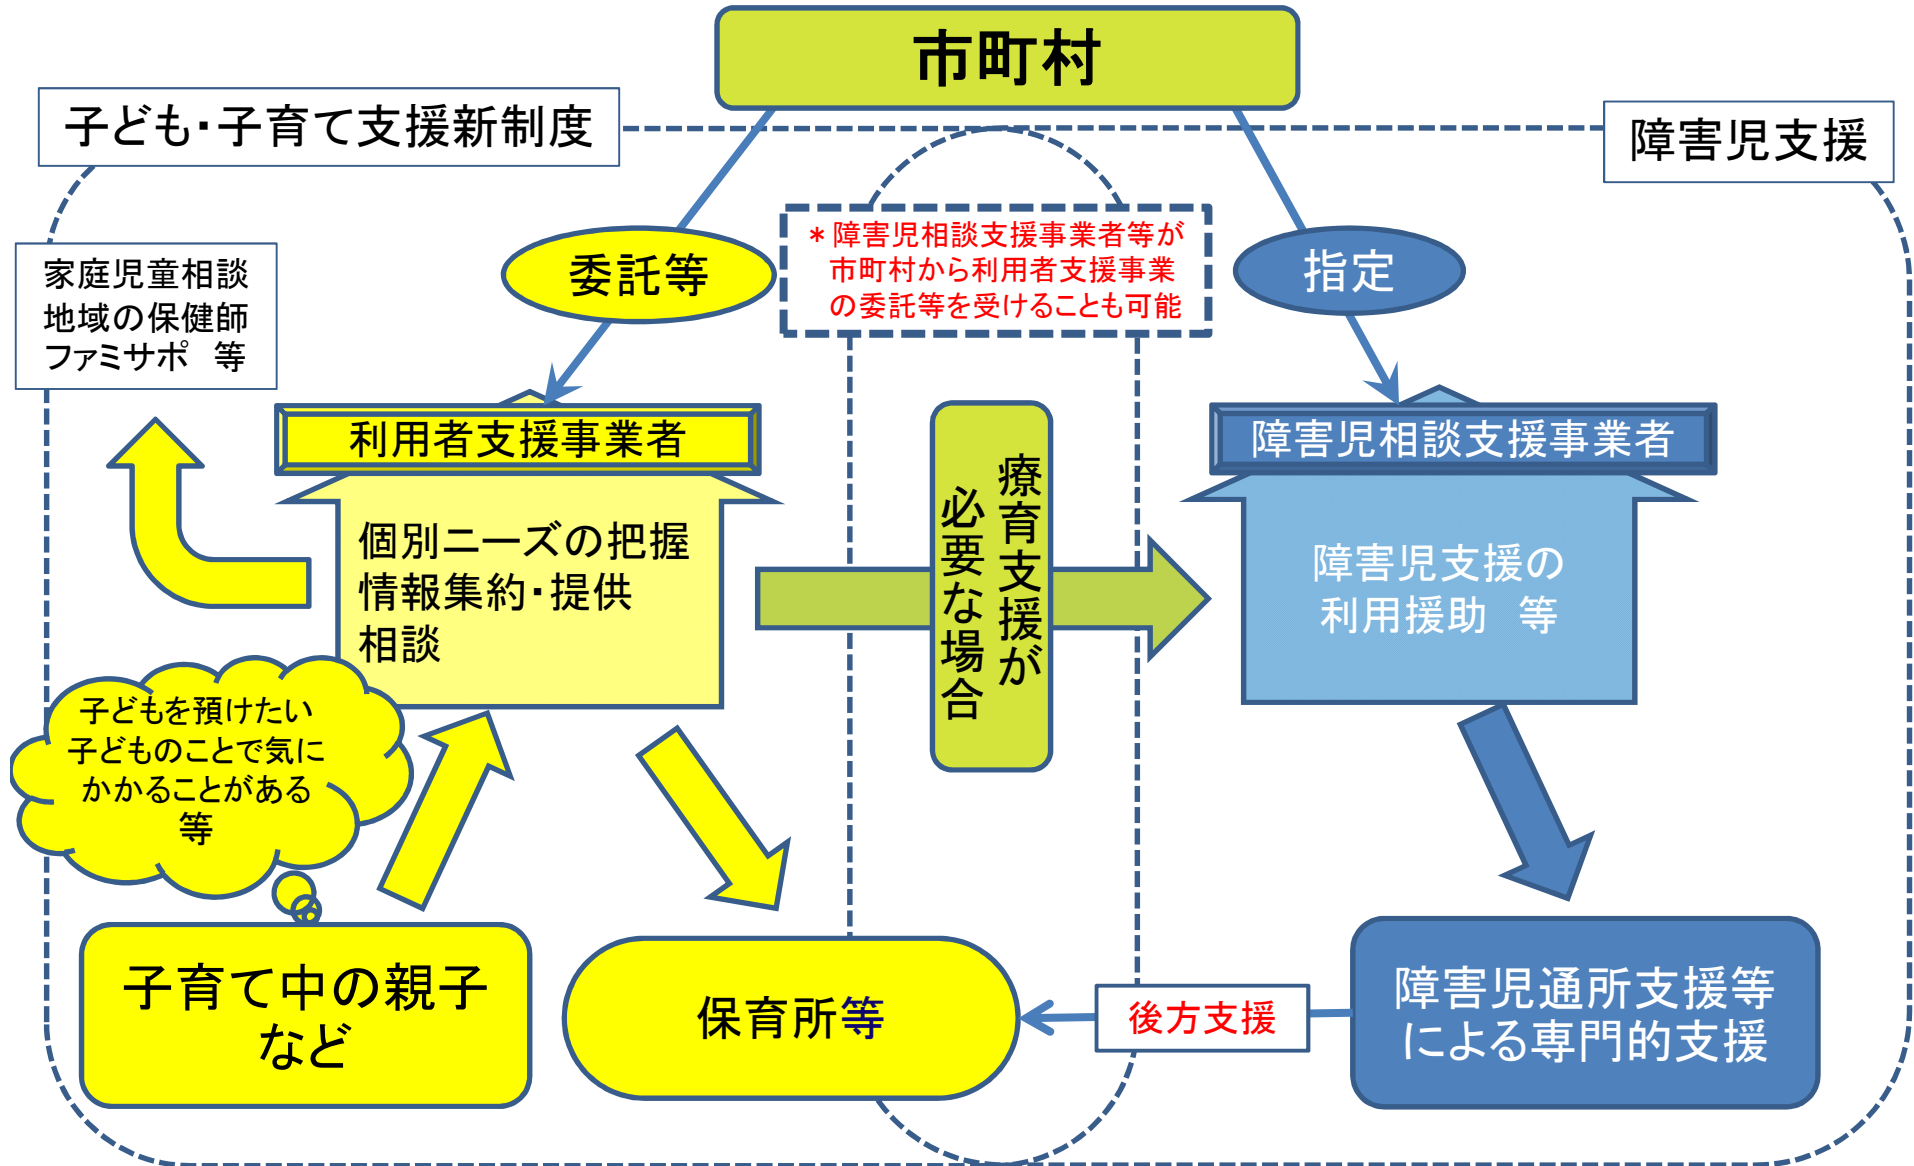 市町村
子ども・子育て支援新制度
障害児支援
家庭児童相談
地域の保健師
ファミサポ　等
委託等
＊障害児相談支援事業者等が
市町村から利用者支援事業
の委託等を受けることも可能
指定
利用者支援事業者
障害児相談支援事業者
個別ニーズの把握
情報集約・提供
相談
療育支援が
必要な場合
障害児支援の
利用援助　等
子どもを預けたい
子どものことで気に
かかることがある
等
子育て中の親子
など
保育所等
後方支援
障害児通所支援等
による専門的支援